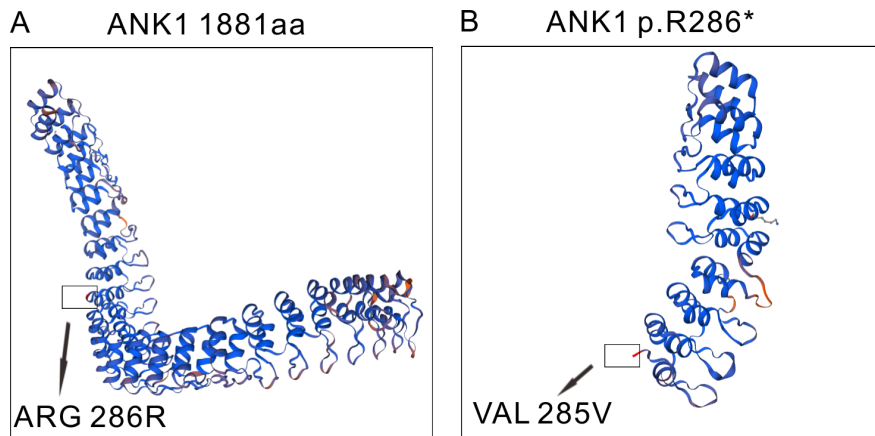 A ANK1 1881aa
B ANK1 p.R286*
ARG 286R
VAL 285V